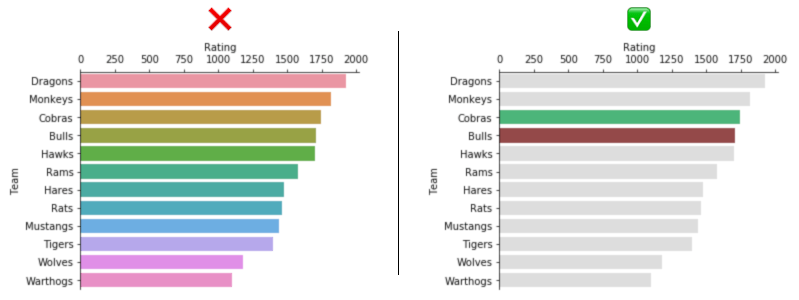 Rating
0 250 500 750 1000 1250 1500 1750 2000
Team
Dragons
Monkeys
Cobras
Bulls
Hawks
Rams
Hares
Rats
Mustangs
Tigers
Wolves
Warthogs
Rating
0 250 500 750 1000 1250 1500 1750 2000
Team
Dragons
Monkeys
Cobras
Bulls
Hawks
Rams
Hares
Rats
Mustangs
Tigers
Wolves
Warthogs